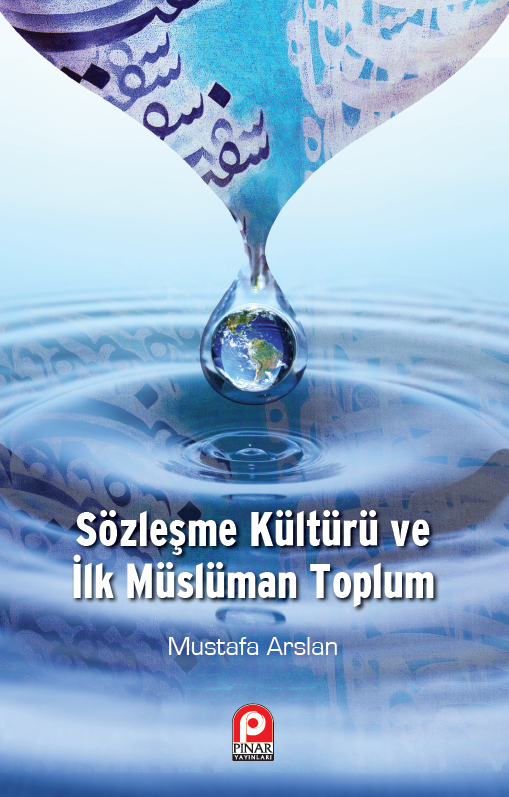 Sözleşme Kültürü ve
İlk Müslüman Toplum
Mustafa Arslan
PINAR
YAYINLARI